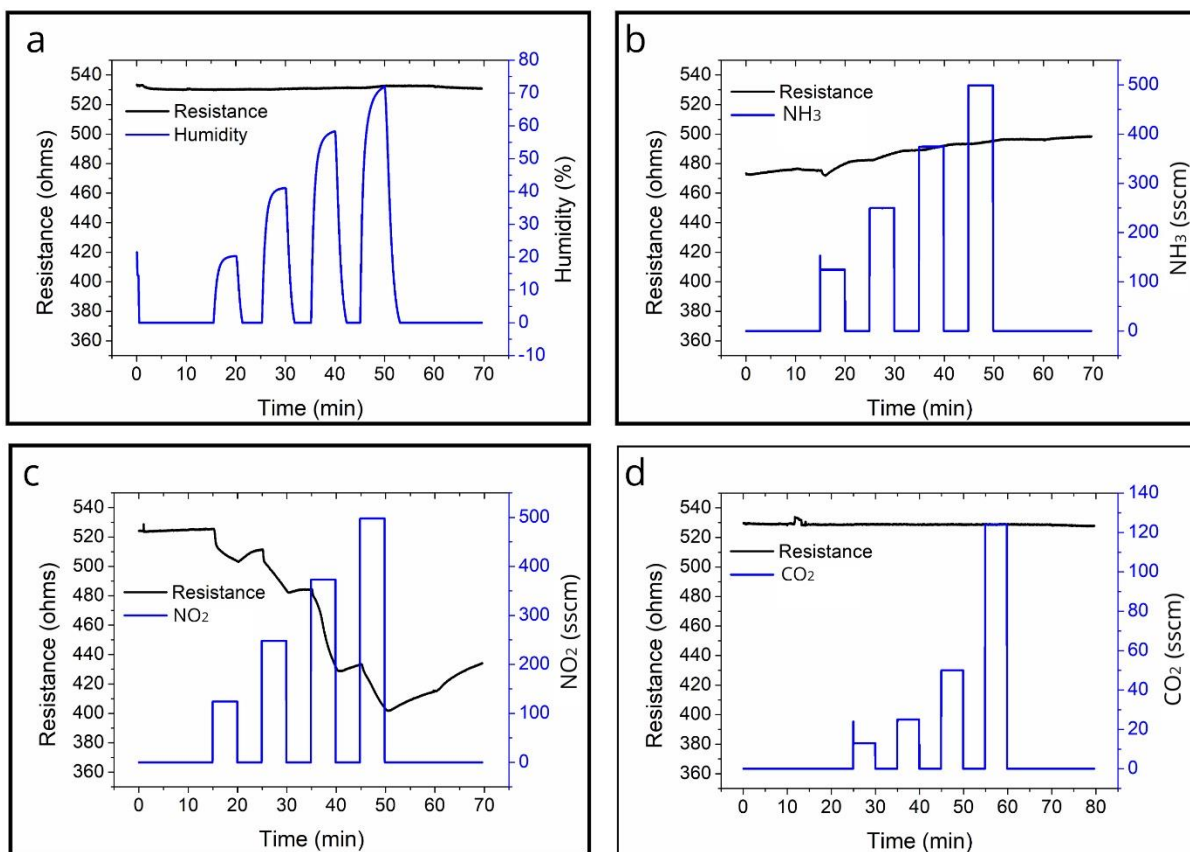 a
540
520
500
480
460
440
420
400
380
360
Resistance (ohms)
Resistance
Humidity
80
70
60
50
40
30
20
10
0
-10
Humidity (%)
0 10 20 30 40 50 60 70
Time (min)
b
540
520
500
480
460
440
420
400
380
360
Resistance (ohms)
Resistance
NH₃
500
400
300
200
100
0
NH₃ (sscm)
0 10 20 30 40 50 60 70
Time (min)
c
540
520
500
480
460
440
420
400
380
360
Resistance (ohms)
Resistance
NO₂
500
400
300
200
100
0
NO₂ (sscm)
0 10 20 30 40 50 60 70
Time (min)
d
540
520
500
480
460
440
420
400
380
360
Resistance (ohms)
Resistance
CO₂
140
120
100
80
60
40
20
0
CO₂ (sscm)
0 10 20 30 40 50 60 70 80
Time (min)